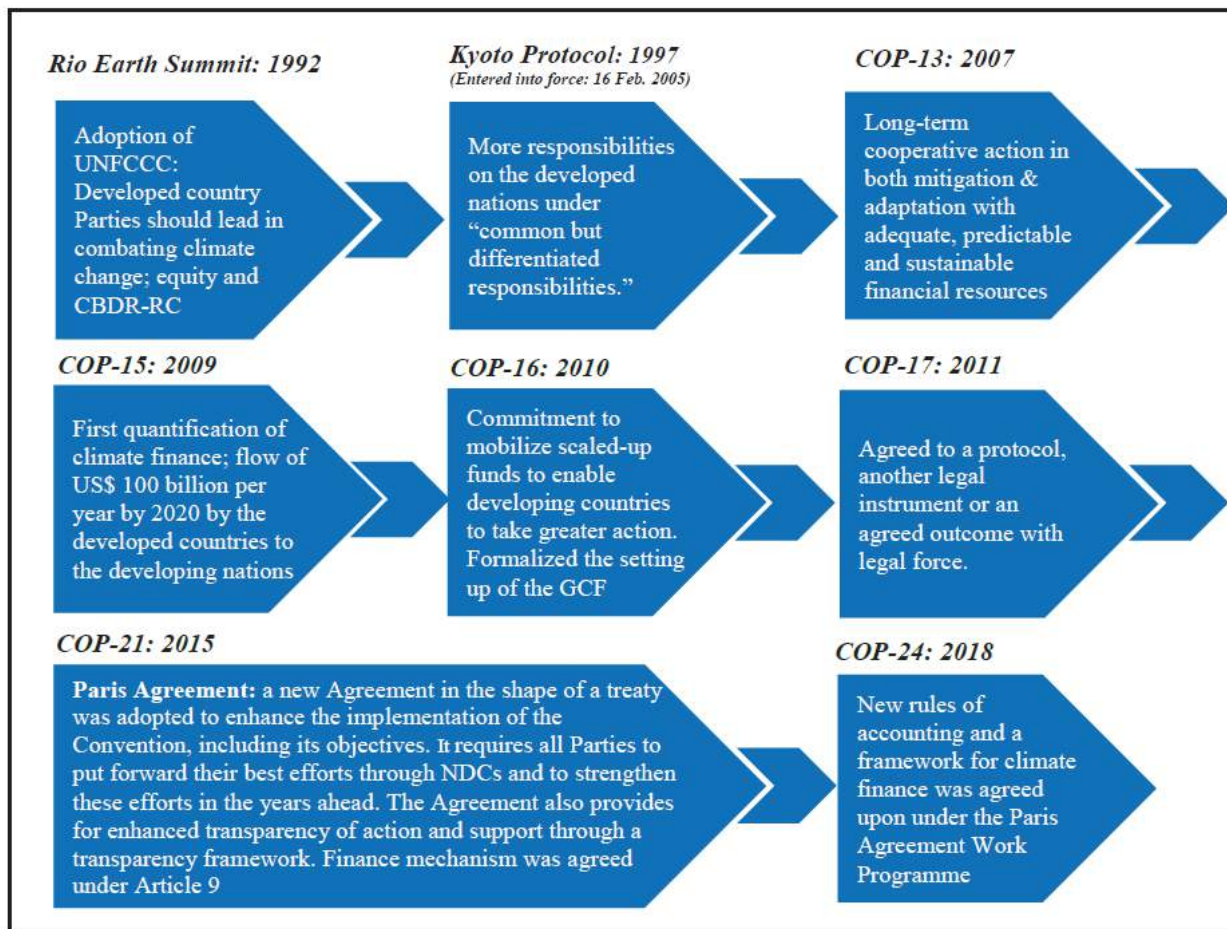 Rio Earth Summit: 1992
Adoption of
UNFCCC:
Developed country
Parties should lead in
combating climate
change; equity and
CBDR-RC
Kyoto Protocol: 1997
(Entered into force: 16 Feb. 2005)
More responsibilities
on the developed
nations under
“common but
differentiated
responsibilities.”
COP-13: 2007
Long-term
cooperative action in
both mitigation &
adaptation with
adequate, predictable
and sustainable
financial resources
COP-15: 2009
First quantification of
climate finance; flow of
US$ 100 billion per
year by 2020 by the
developed countries to
the developing nations
COP-16: 2010
Commitment to
mobilize scaled-up
funds to enable
developing countries
to take greater action.
Formalized the setting
up of the GCF
COP-17: 2011
Agreed to a protocol,
another legal
instrument or an
agreed outcome with
legal force.
COP-21: 2015
Paris Agreement: a new Agreement in the shape of a treaty
was adopted to enhance the implementation of the
Convention, including its objectives. It requires all Parties to
put forward their best efforts through NDCs and to strengthen
these efforts in the years ahead. The Agreement also provides
for enhanced transparency of action and support through a
transparency framework. Finance mechanism was agreed
under Article 9
COP-24: 2018
New rules of
accounting and a
framework for climate
finance was agreed
upon under the Paris
Agreement Work
Programme